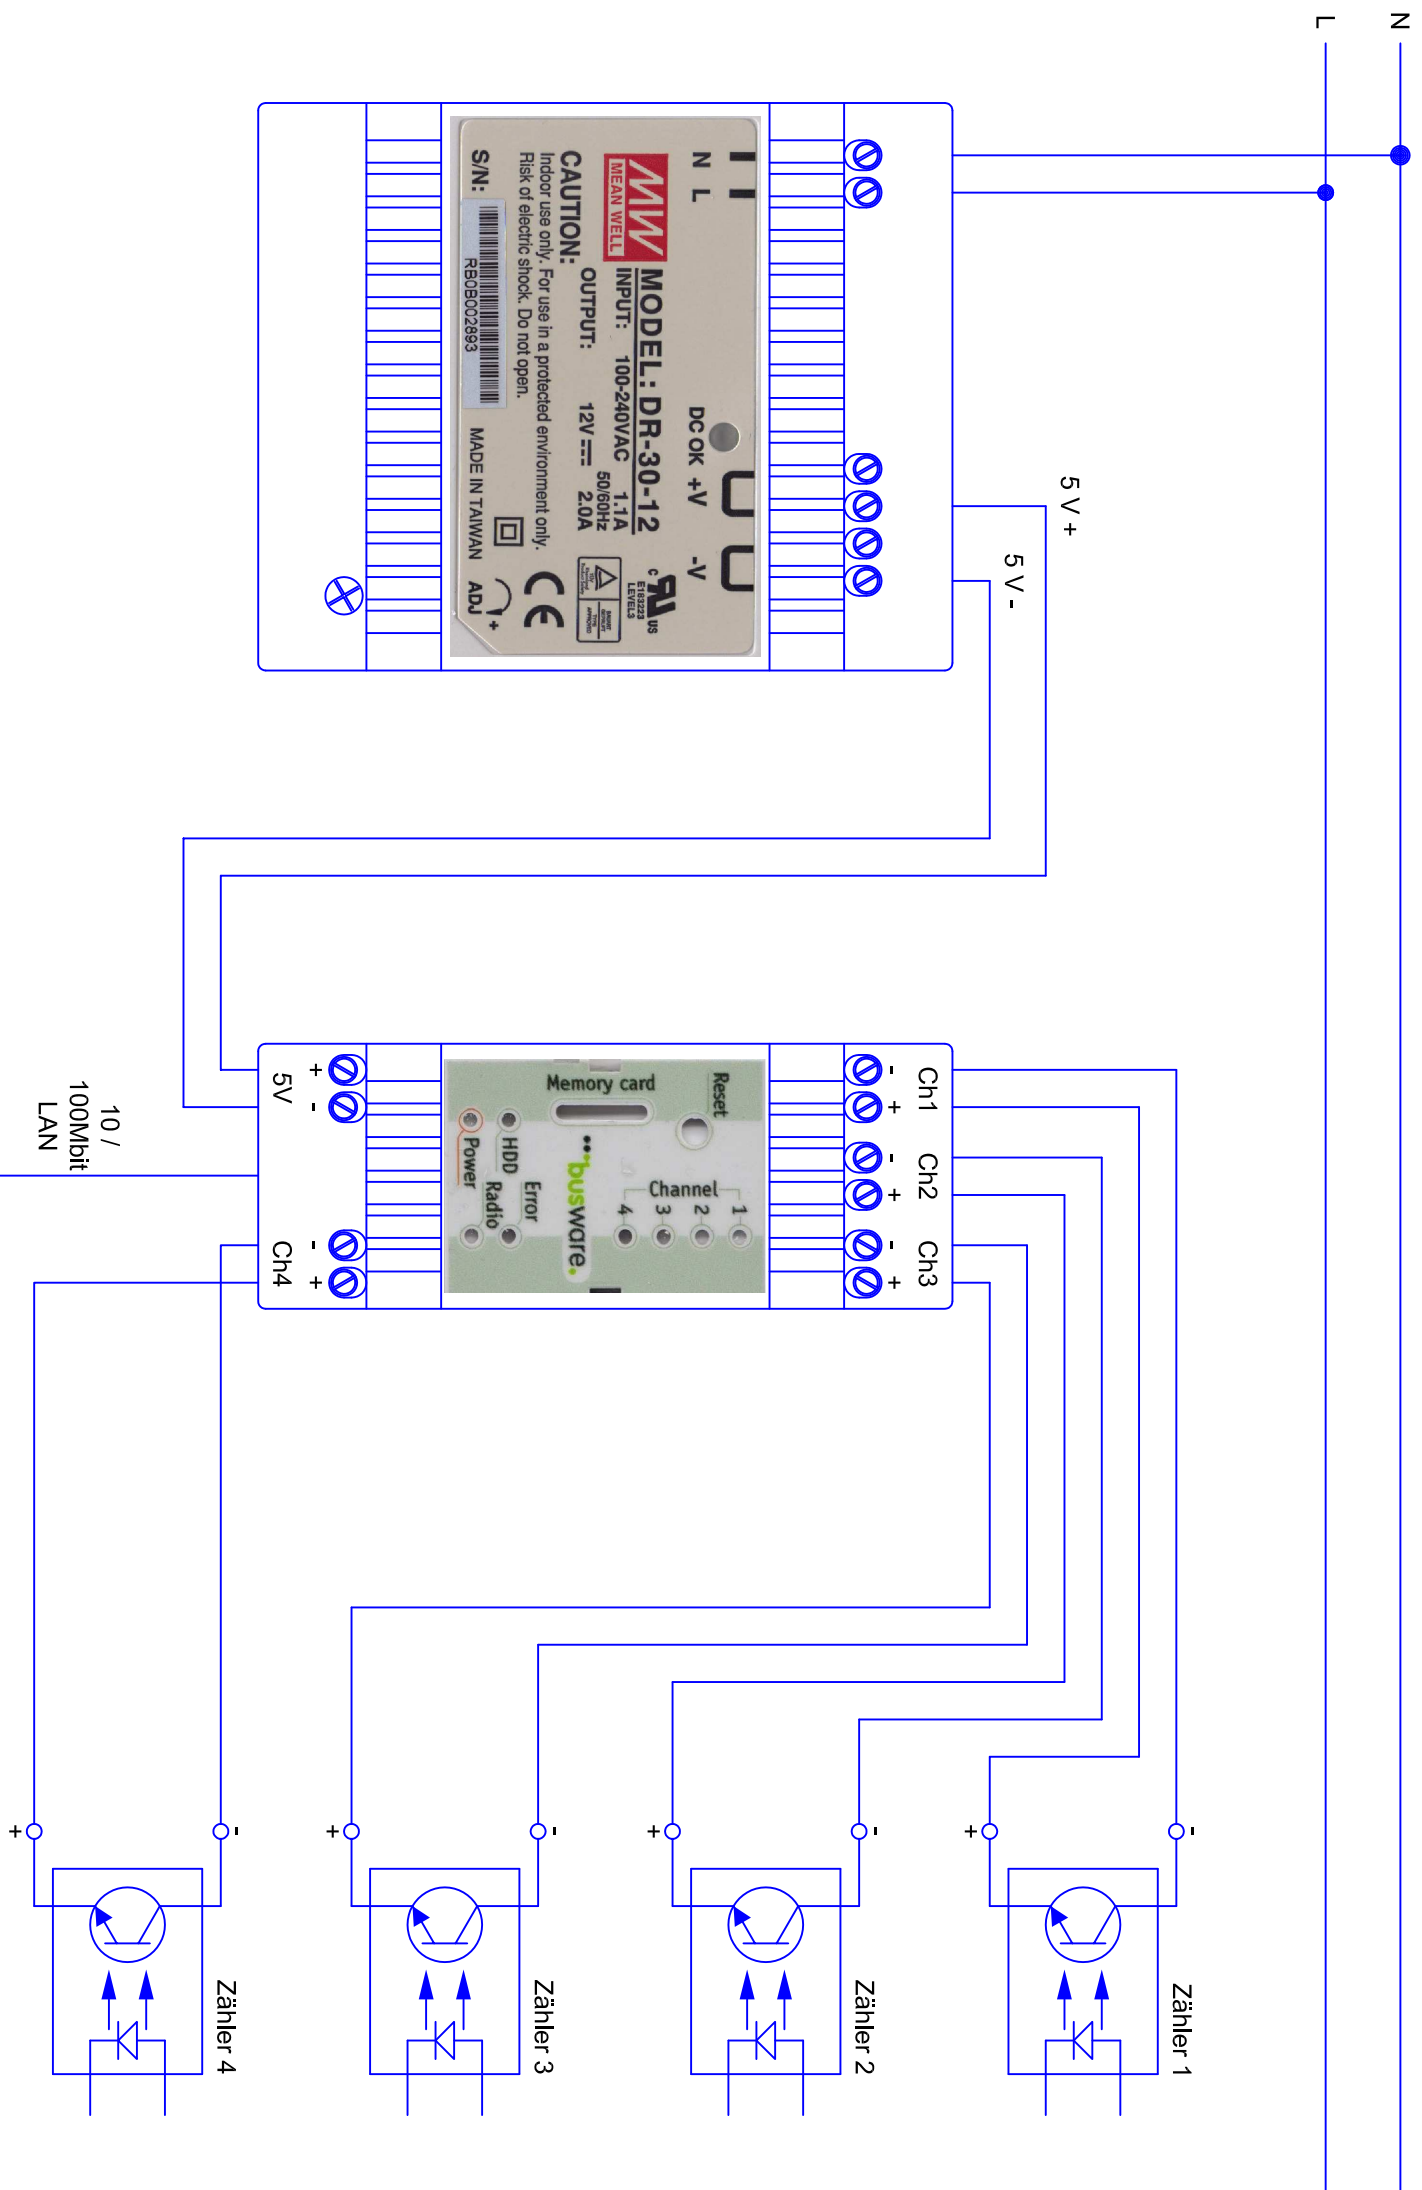 N
L
5 V +
5 V -
N L
DC OK +V -V
MW
MEAN WELL
MODEL: DR-30-12
INPUT: 100-240VAC 1.1A
50/60Hz
OUTPUT: 12V 2.0A
CAUTION:
Indoor use only. For use in a protected environment only.
Risk of electric shock. Do not open.
S/N:
RB0B002893
MADE IN TAIWAN
ADJ +
c US
E183223
LEVEL3
CE
Ch1 Ch2 Ch3
- + - + - +
Reset
Memory card
Channel
1
2
3
4
busware.
HDD
Error
Power
Radio
+ - - +
5V Ch4
10 /
100Mbit
LAN
Zähler 1
- +
Zähler 2
- +
Zähler 3
- +
Zähler 4
- +